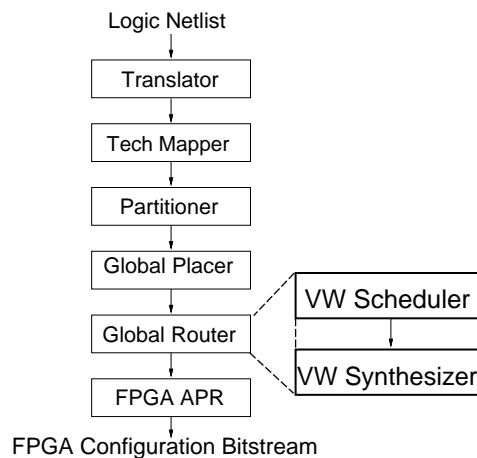 Logic Netlist
Translator
Tech Mapper
Partitioner
Global Placer
Global Router
FPGA APR
FPGA Configuration Bitstream
VW Scheduler
VW Synthesizer